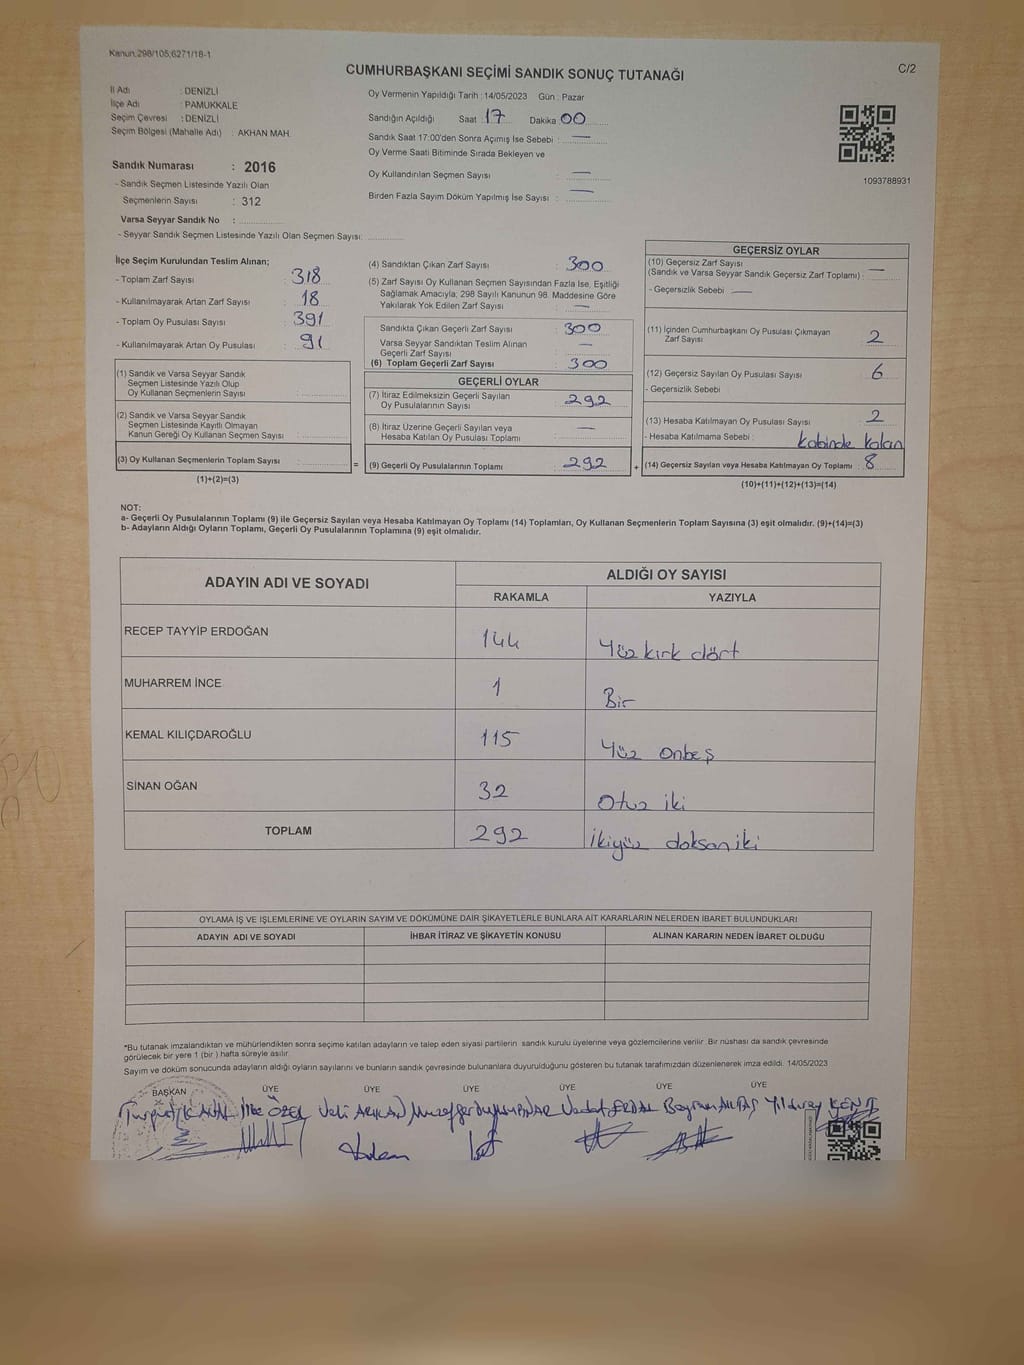 Kanun:298/105;6271/18-1
C/2
CUMHURBAŞKANI SEÇİMİ SANDIK SONUÇ TUTANAĞI
İl Adı : DENİZLİ
İlçe Adı : PAMUKKALE
Seçim Çevresi : DENİZLİ
Seçim Bölgesi (Mahalle Adı) : AKHAN MAH.
Sandık Numarası : 2016
- Sandık Seçmen Listesinde Yazılı Olan
Seçmenlerin Sayısı : 312
Varsa Seyyar Sandık No :
- Seyyar Sandık Seçmen Listesinde Yazılı Olan Seçmen Sayısı:
Oy Vermenin Yapıldığı Tarih :14/05/2023 Gün : Pazar
Sandığın Açıldığı Saat : 17 Dakika 00
Sandık Saat 17:00'den Sonra Açımış İse Sebebi : —
Oy Verme Saati Bitiminde Sırada Bekleyen ve
Oy Kullandırılan Seçmen Sayısı : —
Birden Fazla Sayım Döküm Yapılmış İse Sayısı : —
1093788931
İlçe Seçim Kurulundan Teslim Alınan;
- Toplam Zarf Sayısı : 318
- Kullanılmayarak Artan Zarf Sayısı : 18
- Toplam Oy Pusulası Sayısı : 391
- Kullanılmayarak Artan Oy Pusulası : 91
(1) Sandık ve Varsa Seyyar Sandık
Seçmen Listesinde Yazılı Olup
Oy Kullanan Seçmenlerin Sayısı :
(2) Sandık ve Varsa Seyyar Sandık
Seçmen Listesinde Kayıtlı Olmayan
Kanun Gereği Oy Kullanan Seçmen Sayısı :
(3) Oy Kullanan Seçmenlerin Toplam Sayısı :
(1)+(2)=(3)
=
(4) Sandıktan Çıkan Zarf Sayısı : 300
(5) Zarf Sayısı Oy Kullanan Seçmen Sayısından Fazla İse, Eşitliği
Sağlamak Amacıyla; 298 Sayılı Kanunun 98. Maddesine Göre
Yakılarak Yok Edilen Zarf Sayısı : —
Sandıkta Çıkan Geçerli Zarf Sayısı : 300
Varsa Seyyar Sandıktan Teslim Alınan
Geçerli Zarf Sayısı : —
(6) Toplam Geçerli Zarf Sayısı : 300
GEÇERLİ OYLAR
(7) İtiraz Edilmeksizin Geçerli Sayılan
Oy Pusulalarının Sayısı : 292
(8) İtiraz Üzerine Geçerli Sayılan veya
Hesaba Katılan Oy Pusulası Toplamı : —
(9) Geçerli Oy Pusulalarının Toplamı : 292
+
GEÇERSİZ OYLAR
(10) Geçersiz Zarf Sayısı
(Sandık ve Varsa Seyyar Sandık Geçersiz Zarf Toplamı) : —
- Geçersizlik Sebebi : —
(11) İçinden Cumhurbaşkanı Oy Pusulası Çıkmayan
Zarf Sayısı : 2
(12) Geçersiz Sayılan Oy Pusulası Sayısı : 6
- Geçersizlik Sebebi
(13) Hesaba Katılmayan Oy Pusulası Sayısı : 2
- Hesaba Katılmama Sebebi : kabinde kalan
(14) Geçersiz Sayılan veya Hesaba Katılmayan Oy Toplamı : 8
(10)+(11)+(12)+(13)=(14)
NOT:
a- Geçerli Oy Pusulalarının Toplamı (9) ile Geçersiz Sayılan veya Hesaba Katılmayan Oy Toplamı (14) Toplamları, Oy Kullanan Seçmenlerin Toplam Sayısına (3) eşit olmalıdır. (9)+(14)=(3)
b- Adayların Aldığı Oyların Toplamı, Geçerli Oy Pusulalarının Toplamına (9) eşit olmalıdır.
ADAYIN ADI VE SOYADI
ALDIĞI OY SAYISI
RAKAMLA YAZIYLA
RECEP TAYYİP ERDOĞAN 144 Yüz kırk dört
MUHARREM İNCE 1 Bir
KEMAL KILIÇDAROĞLU 115 Yüz onbeş
SİNAN OĞAN 32 Otuz iki
TOPLAM 292 İkiyüz doksan iki
OYLAMA İŞ VE İŞLEMLERİNE VE OYLARIN SAYIM VE DÖKÜMÜNE DAİR ŞİKAYETLERLE BUNLARA AİT KARARLARIN NELERDEN İBARET BULUNDUKLARI
ADAYIN ADI VE SOYADI İHBAR İTİRAZ VE ŞİKAYETİN KONUSU ALINAN KARARIN NEDEN İBARET OLDUĞU
*Bu tutanak imzalandıktan ve mühürlendikten sonra seçime katılan adayların ve talep eden siyasi partilerin sandık kurulu üyelerine veya gözlemcilerine verilir. Bir nüshası da sandık çevresinde
görülecek bir yere 1 (bir ) hafta süreyle asılır.
Sayım ve döküm sonucunda adayların aldığı oyların sayılarını ve bunların sandık çevresinde bulunanlara duyurulduğunu gösteren bu tutanak tarafımızdan düzenlenerek imza edildi. 14/05/2023
BAŞKAN ÜYE ÜYE ÜYE ÜYE ÜYE ÜYE
ÖZEL Veli ARIKAN Vedat ERDAL Bayram AKTAŞ Yıldıray KENT